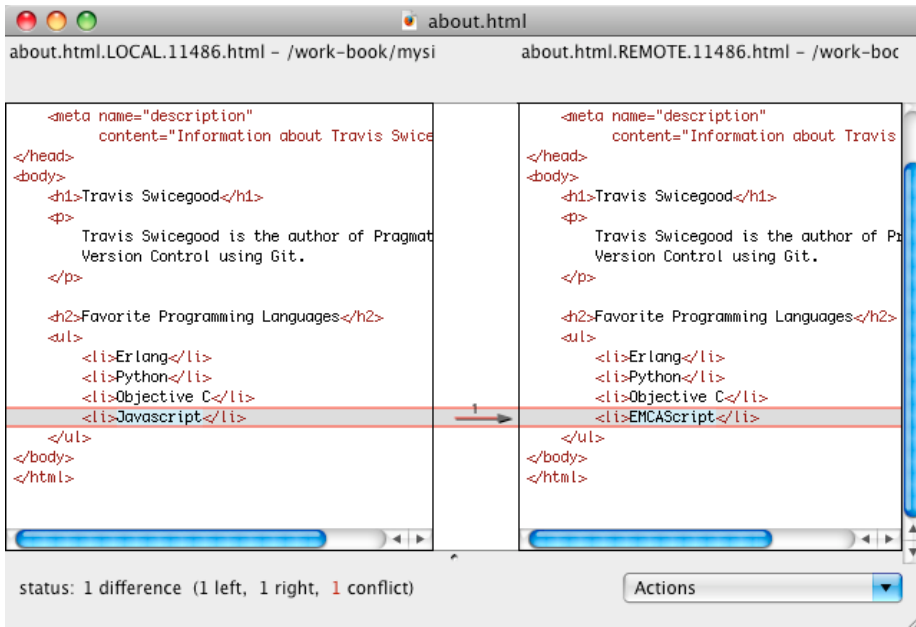 about.html
about.html.LOCAL.11486.html – /work-book/mysi
about.html.REMOTE.11486.html – /work-boc
<meta name="description"
content="Information about Travis Swice
</head>
<body>
<h1>Travis Swicegood</h1>
<p>
Travis Swicegood is the author of Pragmat
Version Control using Git.
</p>
<h2>Favorite Programming Languages</h2>
<ul>
<li>Erlang</li>
<li>Python</li>
<li>Objective C</li>
<li>Javascript</li>
</ul>
</body>
</html>
1
<meta name="description"
content="Information about Travis
</head>
<body>
<h1>Travis Swicegood</h1>
<p>
Travis Swicegood is the author of Pr
Version Control using Git.
</p>
<h2>Favorite Programming Languages</h2>
<ul>
<li>Erlang</li>
<li>Python</li>
<li>Objective C</li>
<li>EMCAScript</li>
</ul>
</body>
</html>
status: 1 difference (1 left, 1 right, 1 conflict)
Actions